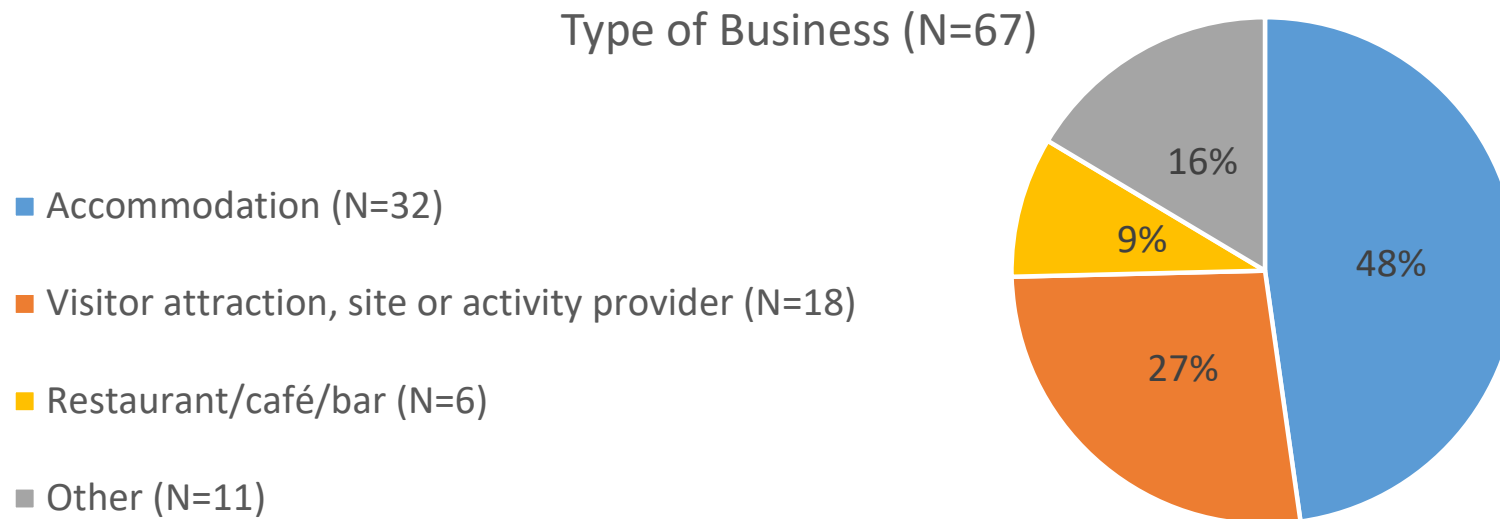 Type of Business (N=67)
Accommodation (N=32)
Visitor attraction, site or activity provider (N=18)
Restaurant/café/bar (N=6)
Other (N=11)
16%
9%
48%
27%